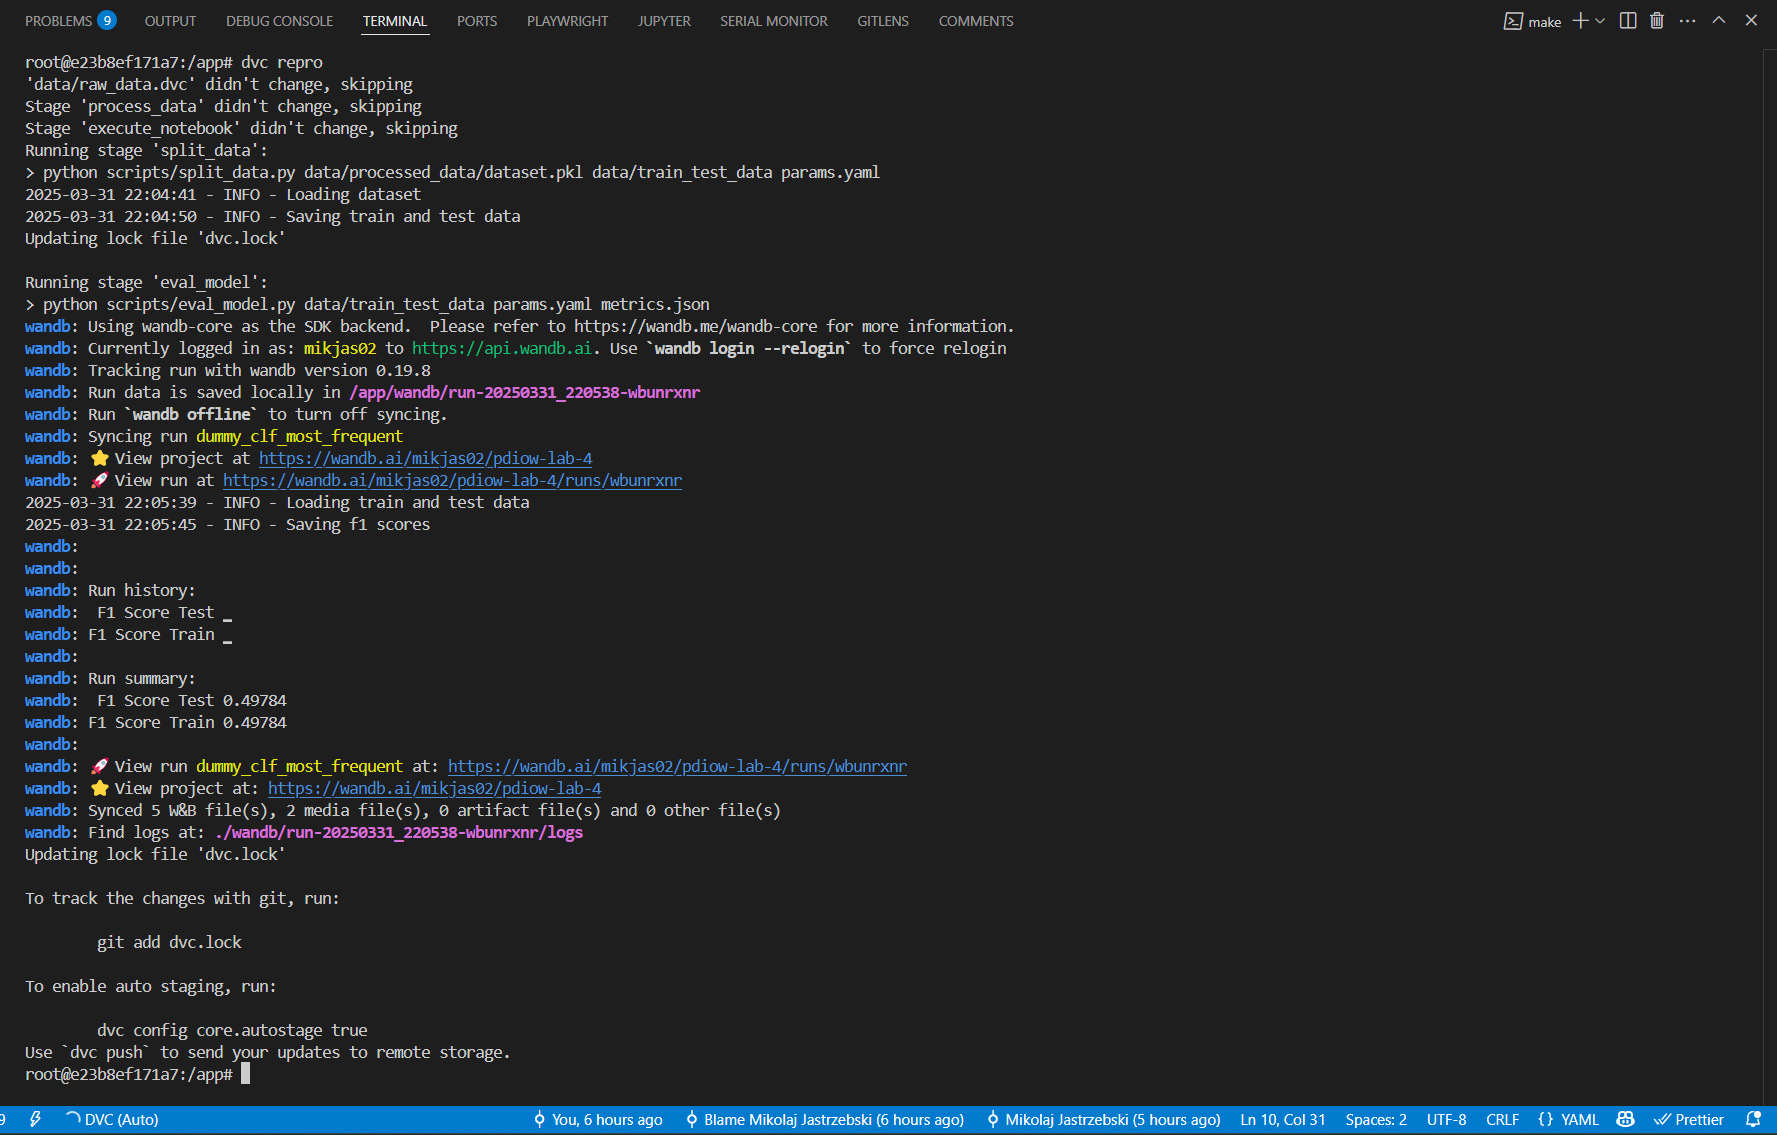 PROBLEMS 9 OUTPUT DEBUG CONSOLE TERMINAL PORTS PLAYWRIGHT JUPYTER SERIAL MONITOR GITLENS COMMENTS make
root@e23b8ef171a7:/app# dvc repro
'data/raw_data.dvc' didn't change, skipping
Stage 'process_data' didn't change, skipping
Stage 'execute_notebook' didn't change, skipping
Running stage 'split_data':
> python scripts/split_data.py data/processed_data/dataset.pkl data/train_test_data params.yaml
2025-03-31 22:04:41 - INFO - Loading dataset
2025-03-31 22:04:50 - INFO - Saving train and test data
Updating lock file 'dvc.lock'
Running stage 'eval_model':
> python scripts/eval_model.py data/train_test_data params.yaml metrics.json
wandb: Using wandb-core as the SDK backend.  Please refer to https://wandb.me/wandb-core for more information.
wandb: Currently logged in as: mikjas02 to https://api.wandb.ai. Use `wandb login --relogin` to force relogin
wandb: Tracking run with wandb version 0.19.8
wandb: Run data is saved locally in /app/wandb/run-20250331_220538-wbunrxnr
wandb: Run `wandb offline` to turn off syncing.
wandb: Syncing run dummy_clf_most_frequent
wandb: ⭐ View project at https://wandb.ai/mikjas02/pdiow-lab-4
wandb: 🚀 View run at https://wandb.ai/mikjas02/pdiow-lab-4/runs/wbunrxnr
2025-03-31 22:05:39 - INFO - Loading train and test data
2025-03-31 22:05:45 - INFO - Saving f1 scores
wandb:
wandb:
wandb: Run history:
wandb:  F1 Score Test ▁
wandb: F1 Score Train ▁
wandb:
wandb: Run summary:
wandb:  F1 Score Test 0.49784
wandb: F1 Score Train 0.49784
wandb:
wandb: 🚀 View run dummy_clf_most_frequent at: https://wandb.ai/mikjas02/pdiow-lab-4/runs/wbunrxnr
wandb: ⭐ View project at: https://wandb.ai/mikjas02/pdiow-lab-4
wandb: Synced 5 W&B file(s), 2 media file(s), 0 artifact file(s) and 0 other file(s)
wandb: Find logs at: ./wandb/run-20250331_220538-wbunrxnr/logs
Updating lock file 'dvc.lock'
To track the changes with git, run:
git add dvc.lock
To enable auto staging, run:
dvc config core.autostage true
Use `dvc push` to send your updates to remote storage.
root@e23b8ef171a7:/app#
9 DVC (Auto) You, 6 hours ago Blame Mikolaj Jastrzebski (6 hours ago) Mikolaj Jastrzebski (5 hours ago) Ln 10, Col 31 Spaces: 2 UTF-8 CRLF {} YAML Prettier